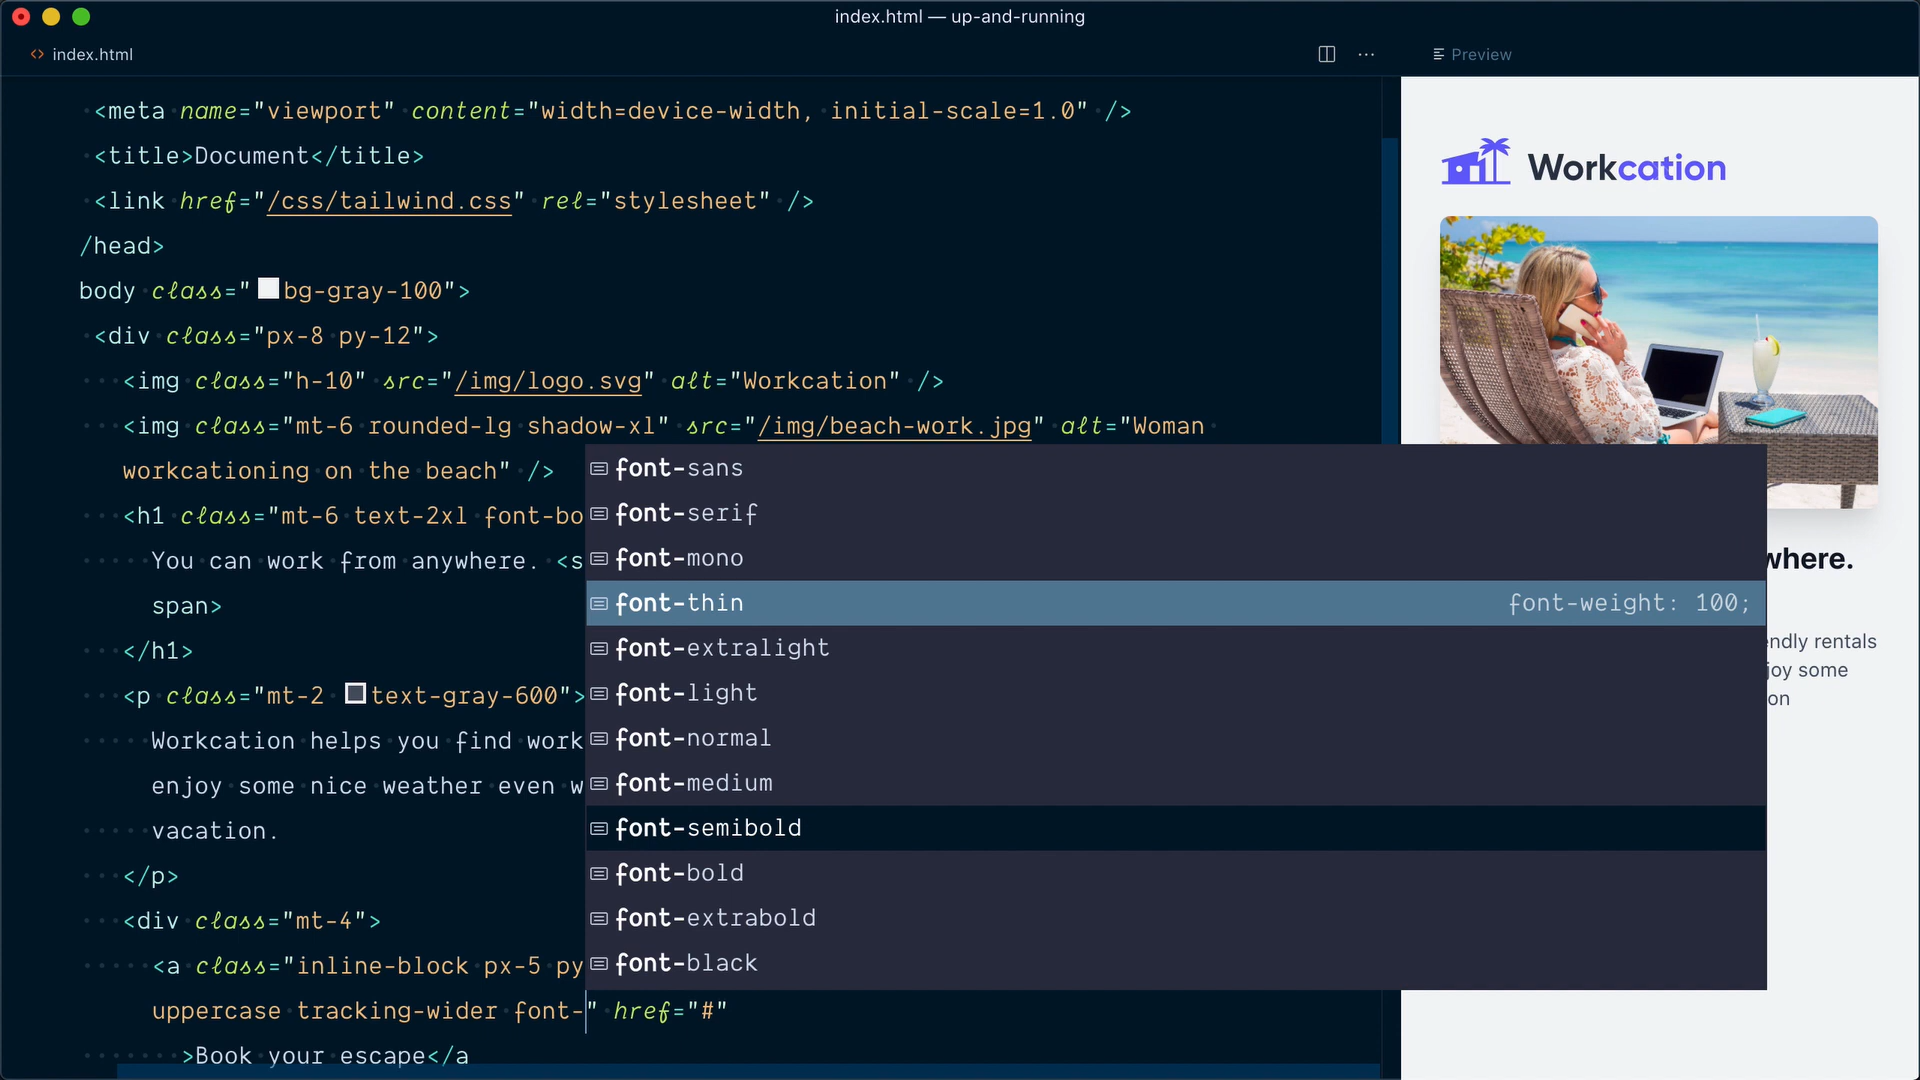 index.html — up-and-running
index.html
Preview
<meta name="viewport" content="width=device-width, initial-scale=1.0" />
<title>Document</title>
<link href="/css/tailwind.css" rel="stylesheet" />
/head>
body class="bg-gray-100">
<div class="px-8 py-12">
<img class="h-10" src="/img/logo.svg" alt="Workcation" />
<img class="mt-6 rounded-lg shadow-xl" src="/img/beach-work.jpg" alt="Woman
workcationing on the beach" />
<h1 class="mt-6 text-2xl font-bo
You can work from anywhere. <s
span>
</h1>
<p class="mt-2 text-gray-600">
Workcation helps you find work
enjoy some nice weather even w
vacation.
</p>
<div class="mt-4">
<a class="inline-block px-5 py
uppercase tracking-wider font-" href="#"
>Book your escape</a
font-sans
font-serif
font-mono
font-thin font-weight: 100;
font-extralight
font-light
font-normal
font-medium
font-semibold
font-bold
font-extrabold
font-black
Workcation
where.
ndly rentals
joy some
on